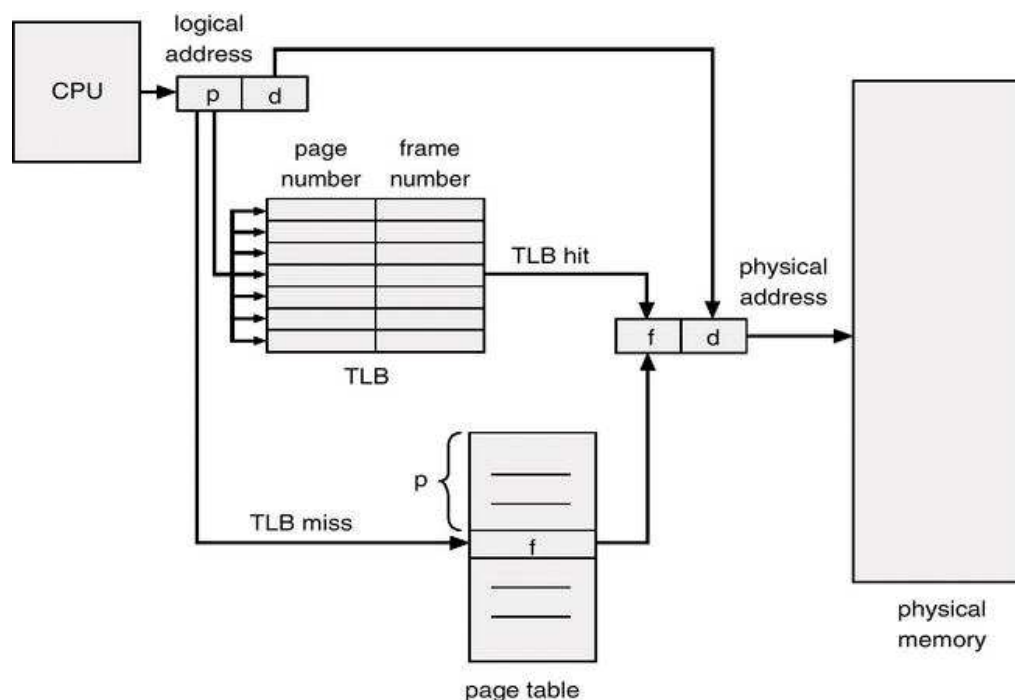 logical
address
CPU
p d
page
number
frame
number
TLB hit
physical
address
f d
TLB
p
TLB miss
f
physical
memory
page table